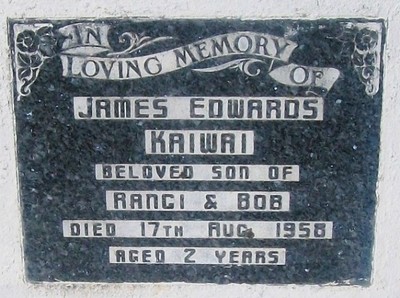 IN
LOVING MEMORY
OF
JAMES EDWARDS
KAIWAI
BELOVED SON OF
RANGI & BOB
DIED 17TH AUG. 1958
AGED 2 YEARS